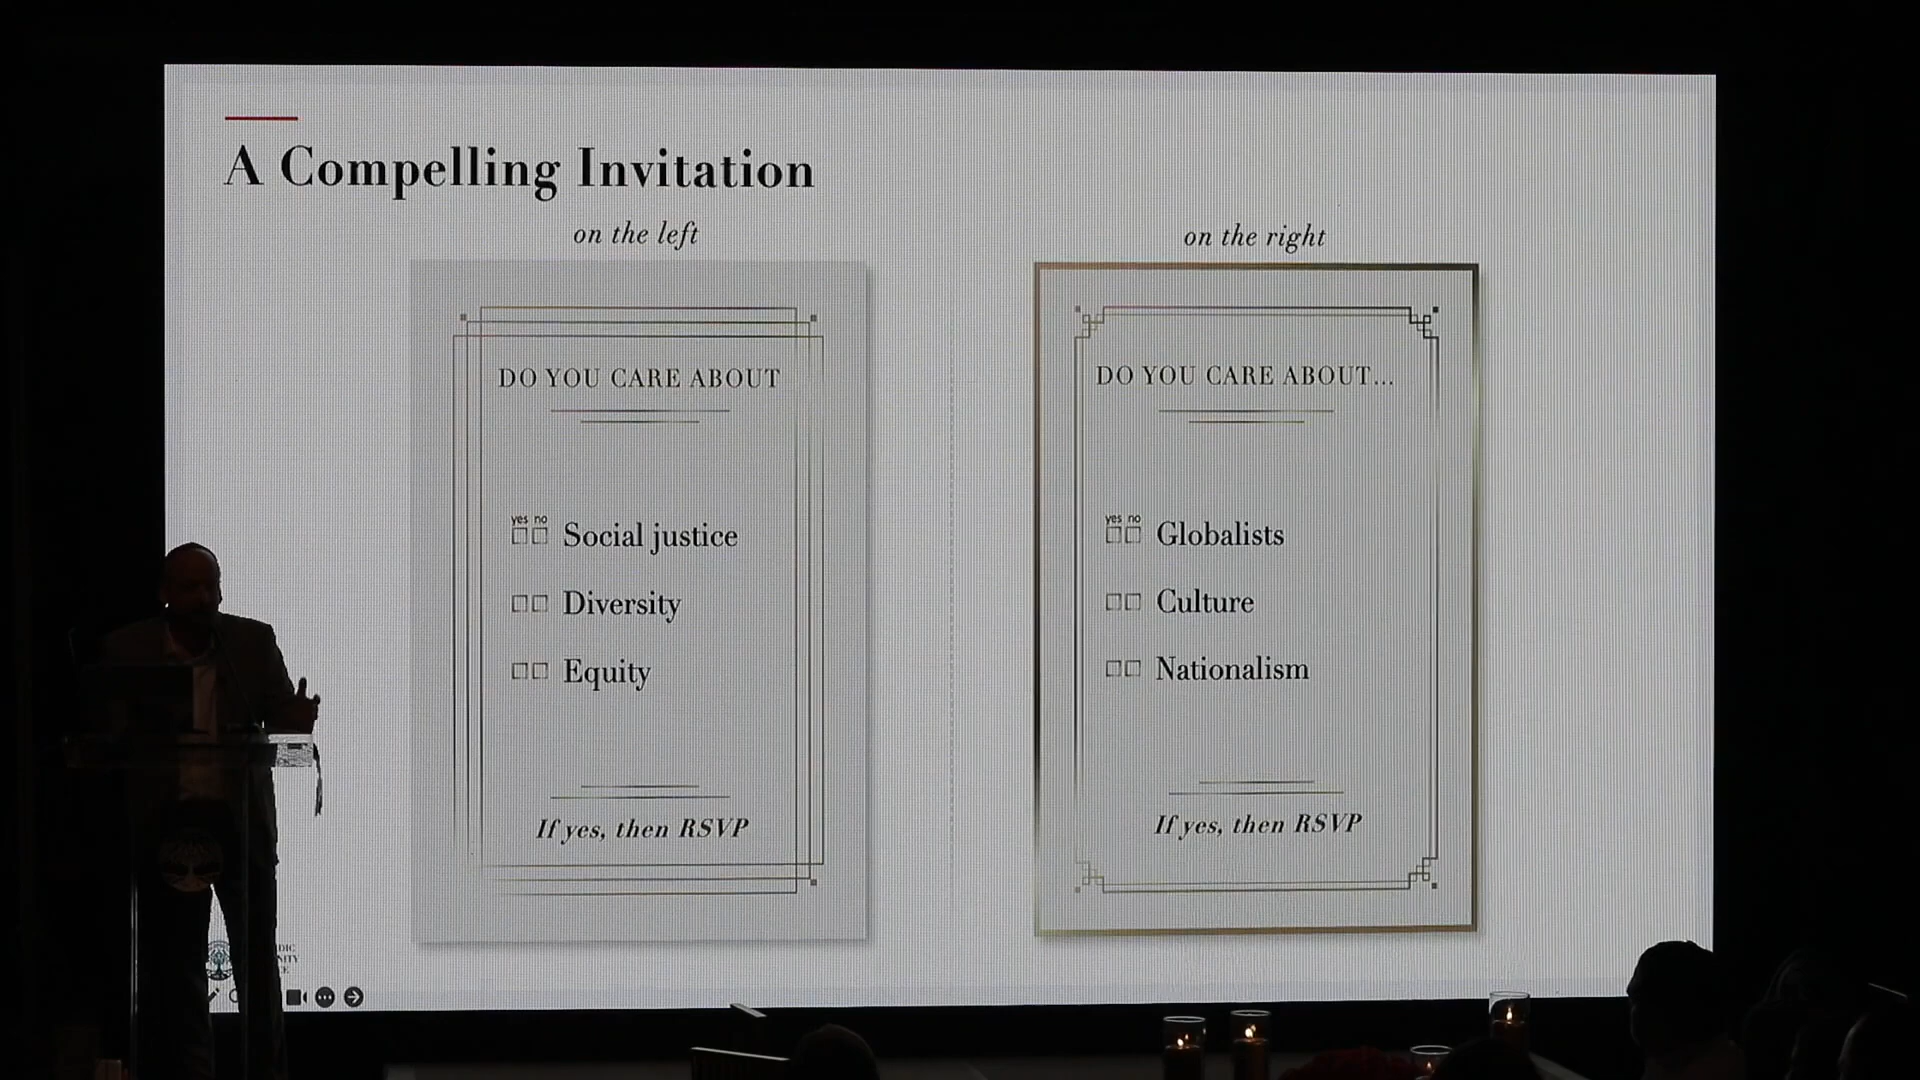 A Compelling Invitation
on the left
DO YOU CARE ABOUT
yes no
Social justice
Diversity
Equity
If yes, then RSVP
on the right
DO YOU CARE ABOUT...
yes no
Globalists
Culture
Nationalism
If yes, then RSVP